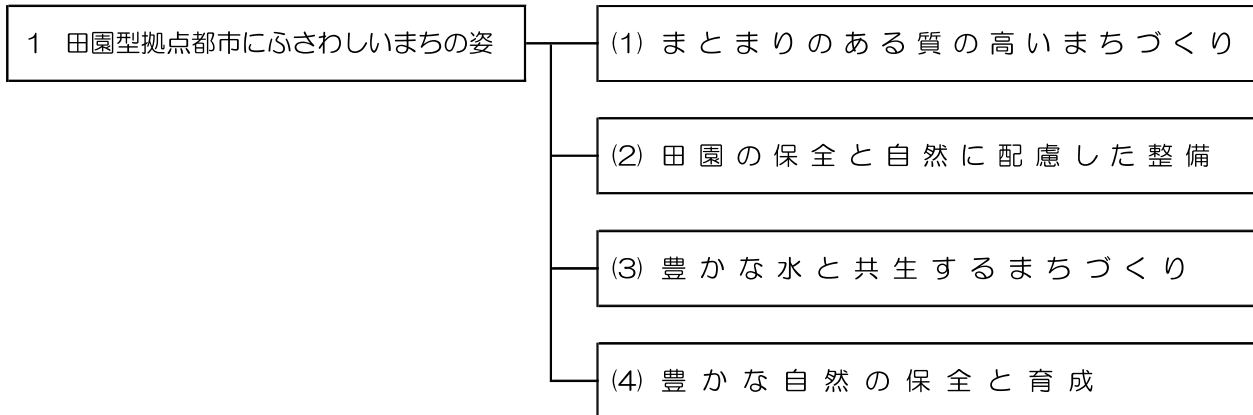 1 田園型拠点都市にふさわしいまちの姿
(1) まとまりのある質の高いまちづくり
(2) 田園の保全と自然に配慮した整備
(3) 豊かな水と共生するまちづくり
(4) 豊かな自然の保全と育成